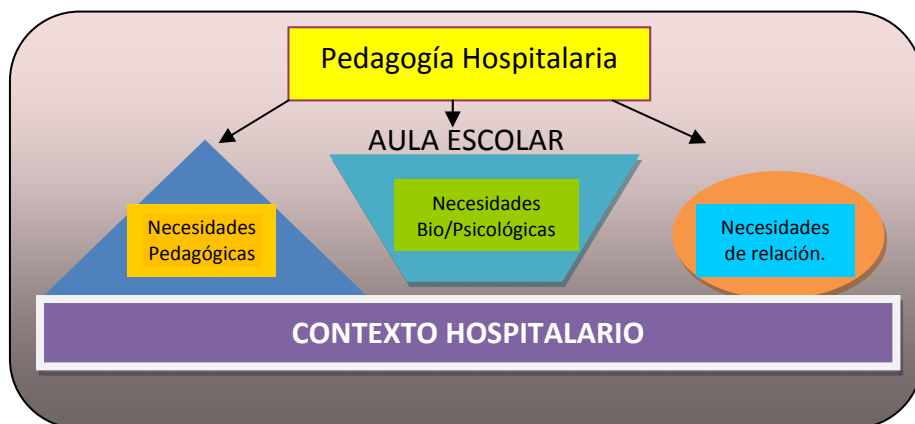 Pedagogía Hospitalaria
AULA ESCOLAR
Necesidades
Pedagógicas
Necesidades
Bio/Psicológicas
Necesidades
de relación.
CONTEXTO HOSPITALARIO